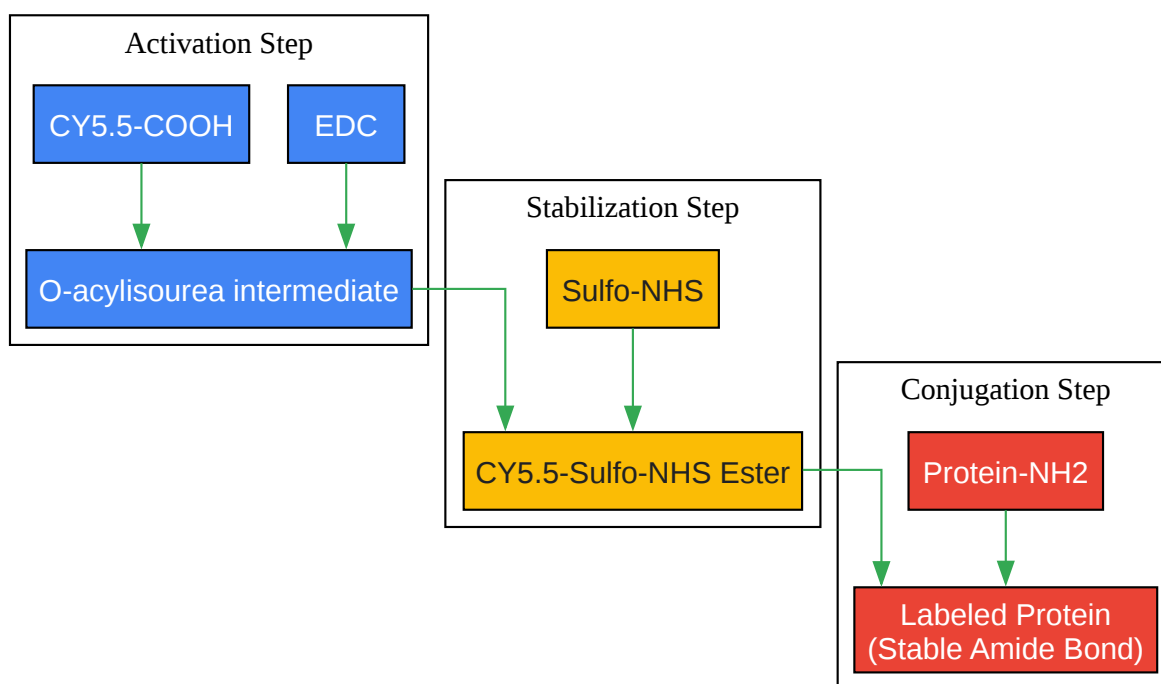 Activation Step
CY5.5-COOH
EDC
O-acylisourea intermediate
Stabilization Step
Sulfo-NHS
CY5.5-Sulfo-NHS Ester
Conjugation Step
Protein-NH2
Labeled Protein
(Stable Amide Bond)